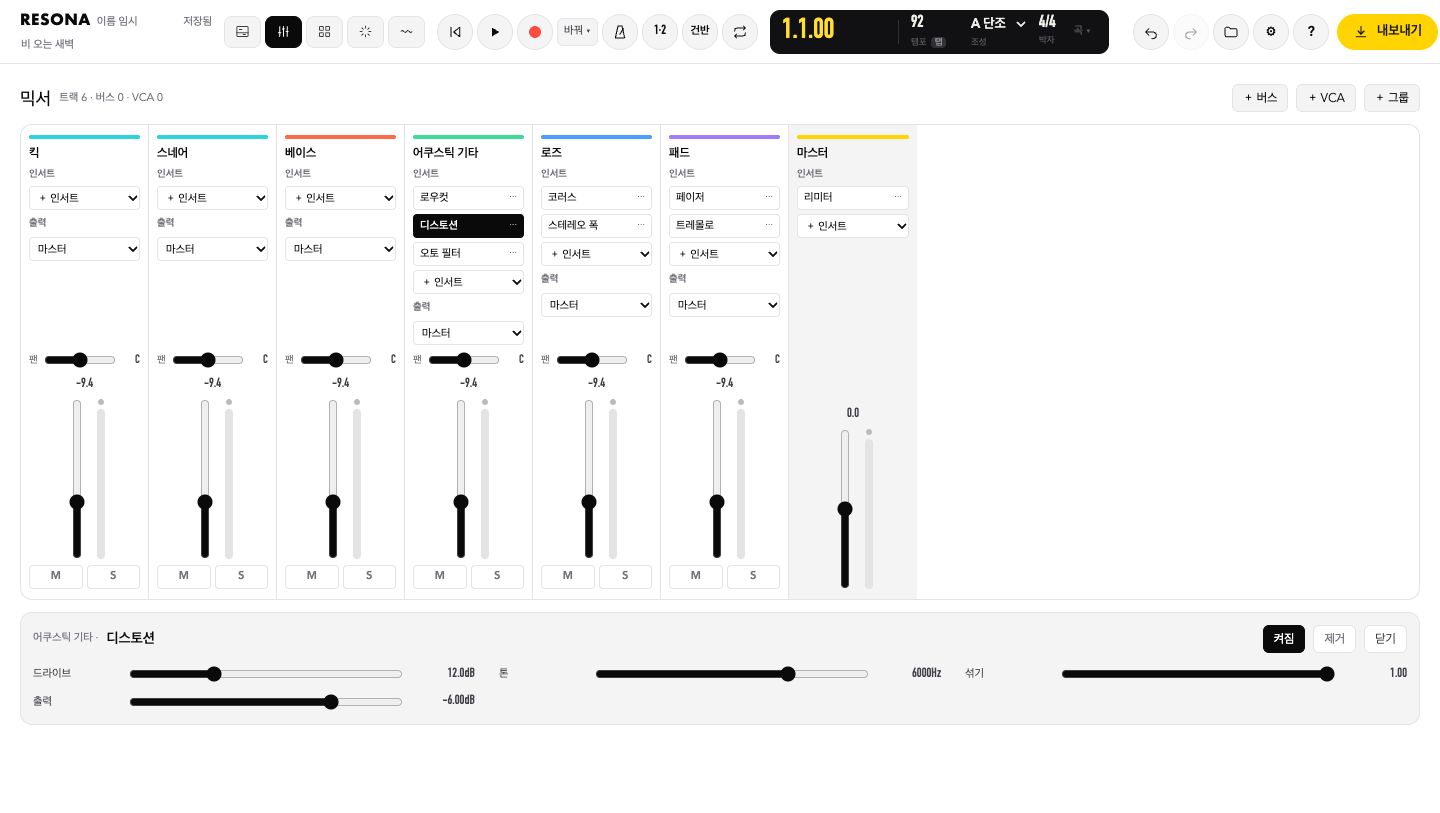 RESONA 이름 임시 저장됨
비 오는 새벽
바꿔
1·2
건반
1.1.00
92
템포 탭
A 단조
조성
4/4
박자
곡
?
내보내기
믹서 트랙 6 · 버스 0 · VCA 0
+ 버스
+ VCA
+ 그룹
킥
인서트
+ 인서트
출력
마스터
팬 C
-9.4
M S
스네어
인서트
+ 인서트
출력
마스터
팬 C
-9.4
M S
베이스
인서트
+ 인서트
출력
마스터
팬 C
-9.4
M S
어쿠스틱 기타
인서트
로우컷 ...
디스토션 ...
오토 필터 ...
+ 인서트
출력
마스터
팬 C
-9.4
M S
로즈
인서트
코러스 ...
스테레오 폭 ...
+ 인서트
출력
마스터
팬 C
-9.4
M S
패드
인서트
페이저 ...
트레몰로 ...
+ 인서트
출력
마스터
팬 C
-9.4
M S
마스터
인서트
리미터 ...
+ 인서트
0.0
어쿠스틱 기타 · 디스토션
켜짐
제거
닫기
드라이브 12.0dB
톤 6000Hz
섞기 1.00
출력 -6.00dB